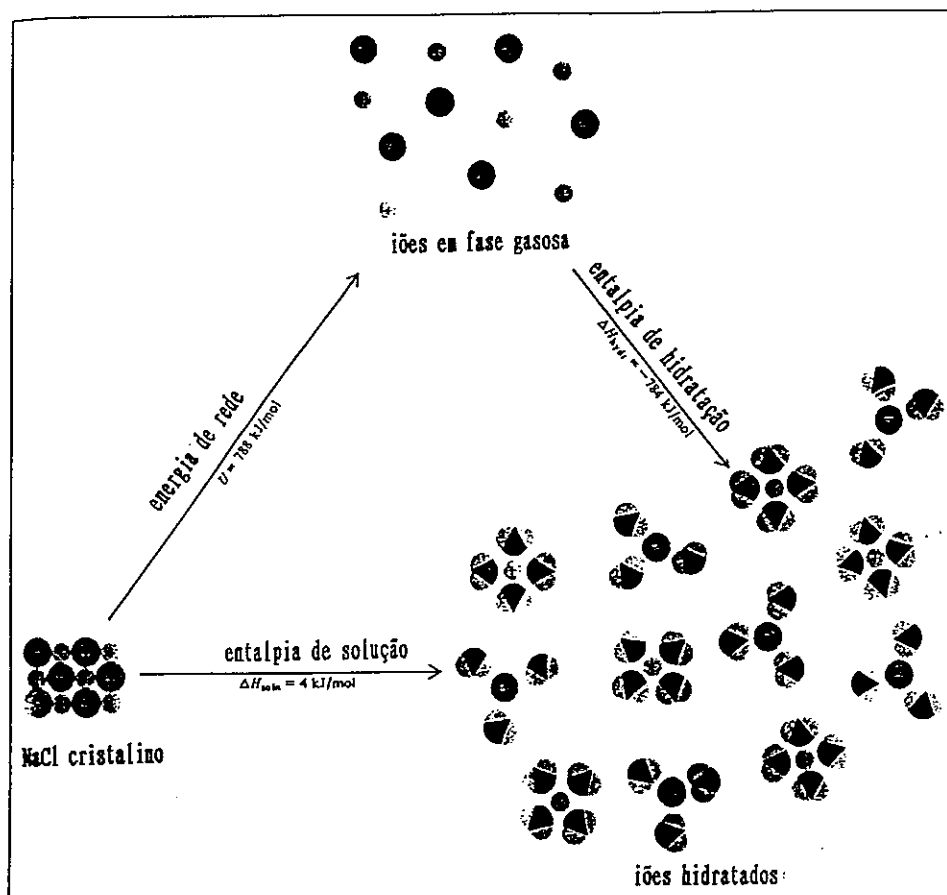 iões em fase gasosa
entalpia de hidratação
ΔHhydr = −784 kJ/mol
energia de rede
U = 788 kJ/mol
entalpia de solução
ΔHsoln = 4 kJ/mol
NaCl cristalino
iões hidratados